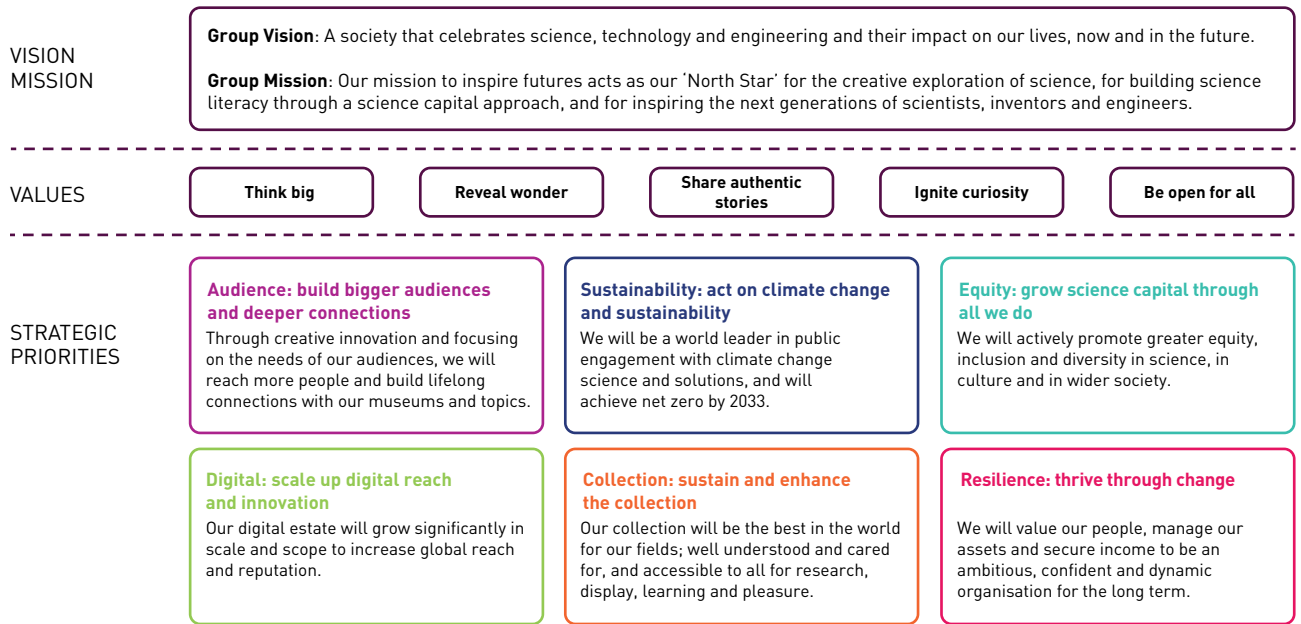 VISION
MISSION
Group Vision: A society that celebrates science, technology and engineering and their impact on our lives, now and in the future.
Group Mission: Our mission to inspire futures acts as our ‘North Star’ for the creative exploration of science, for building science
literacy through a science capital approach, and for inspiring the next generations of scientists, inventors and engineers.
VALUES
Think big
Reveal wonder
Share authentic
stories
Ignite curiosity
Be open for all
STRATEGIC
PRIORITIES
Audience: build bigger audiences
and deeper connections
Through creative innovation and focusing
on the needs of our audiences, we will
reach more people and build lifelong
connections with our museums and topics.
Sustainability: act on climate change
and sustainability
We will be a world leader in public
engagement with climate change
science and solutions, and will
achieve net zero by 2033.
Equity: grow science capital through
all we do
We will actively promote greater equity,
inclusion and diversity in science, in
culture and in wider society.
Digital: scale up digital reach
and innovation
Our digital estate will grow significantly in
scale and scope to increase global reach
and reputation.
Collection: sustain and enhance
the collection
Our collection will be the best in the world
for our fields; well understood and cared
for, and accessible to all for research,
display, learning and pleasure.
Resilience: thrive through change
We will value our people, manage our
assets and secure income to be an
ambitious, confident and dynamic
organisation for the long term.